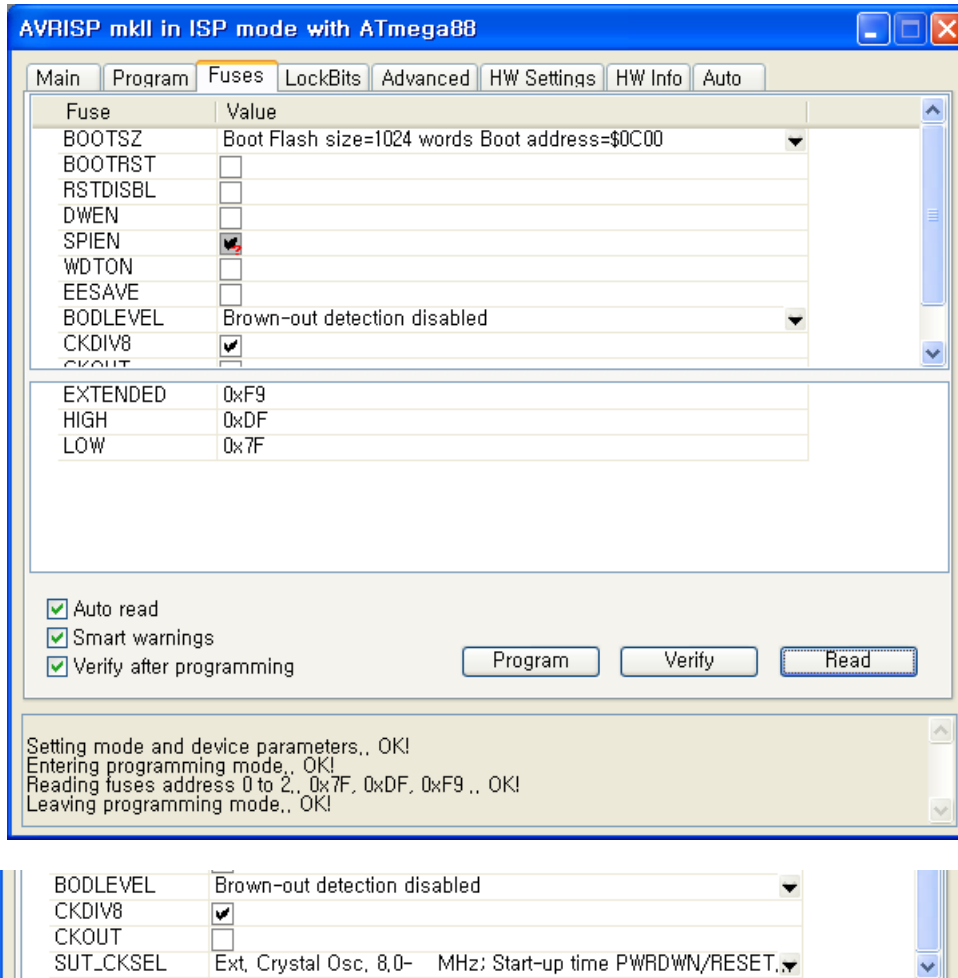 AVRISP mkII in ISP mode with ATmega88
Main Program Fuses LockBits Advanced HW Settings HW Info Auto
Fuse Value
BOOTSZ Boot Flash size=1024 words Boot address=$0C00
BOOTRST
RSTDISBL
DWEN
SPIEN
WDTON
EESAVE
BODLEVEL Brown-out detection disabled
CKDIV8
CKOUT
EXTENDED 0xF9
HIGH 0xDF
LOW 0x7F
Auto read
Smart warnings
Verify after programming
Program Verify Read
Setting mode and device parameters.. OK!
Entering programming mode.. OK!
Reading fuses address 0 to 2.. 0x7F, 0xDF, 0xF9 .. OK!
Leaving programming mode.. OK!
BODLEVEL Brown-out detection disabled
CKDIV8
CKOUT
SUT_CKSEL Ext. Crystal Osc. 8.0- MHz; Start-up time PWRDWN/RESET.